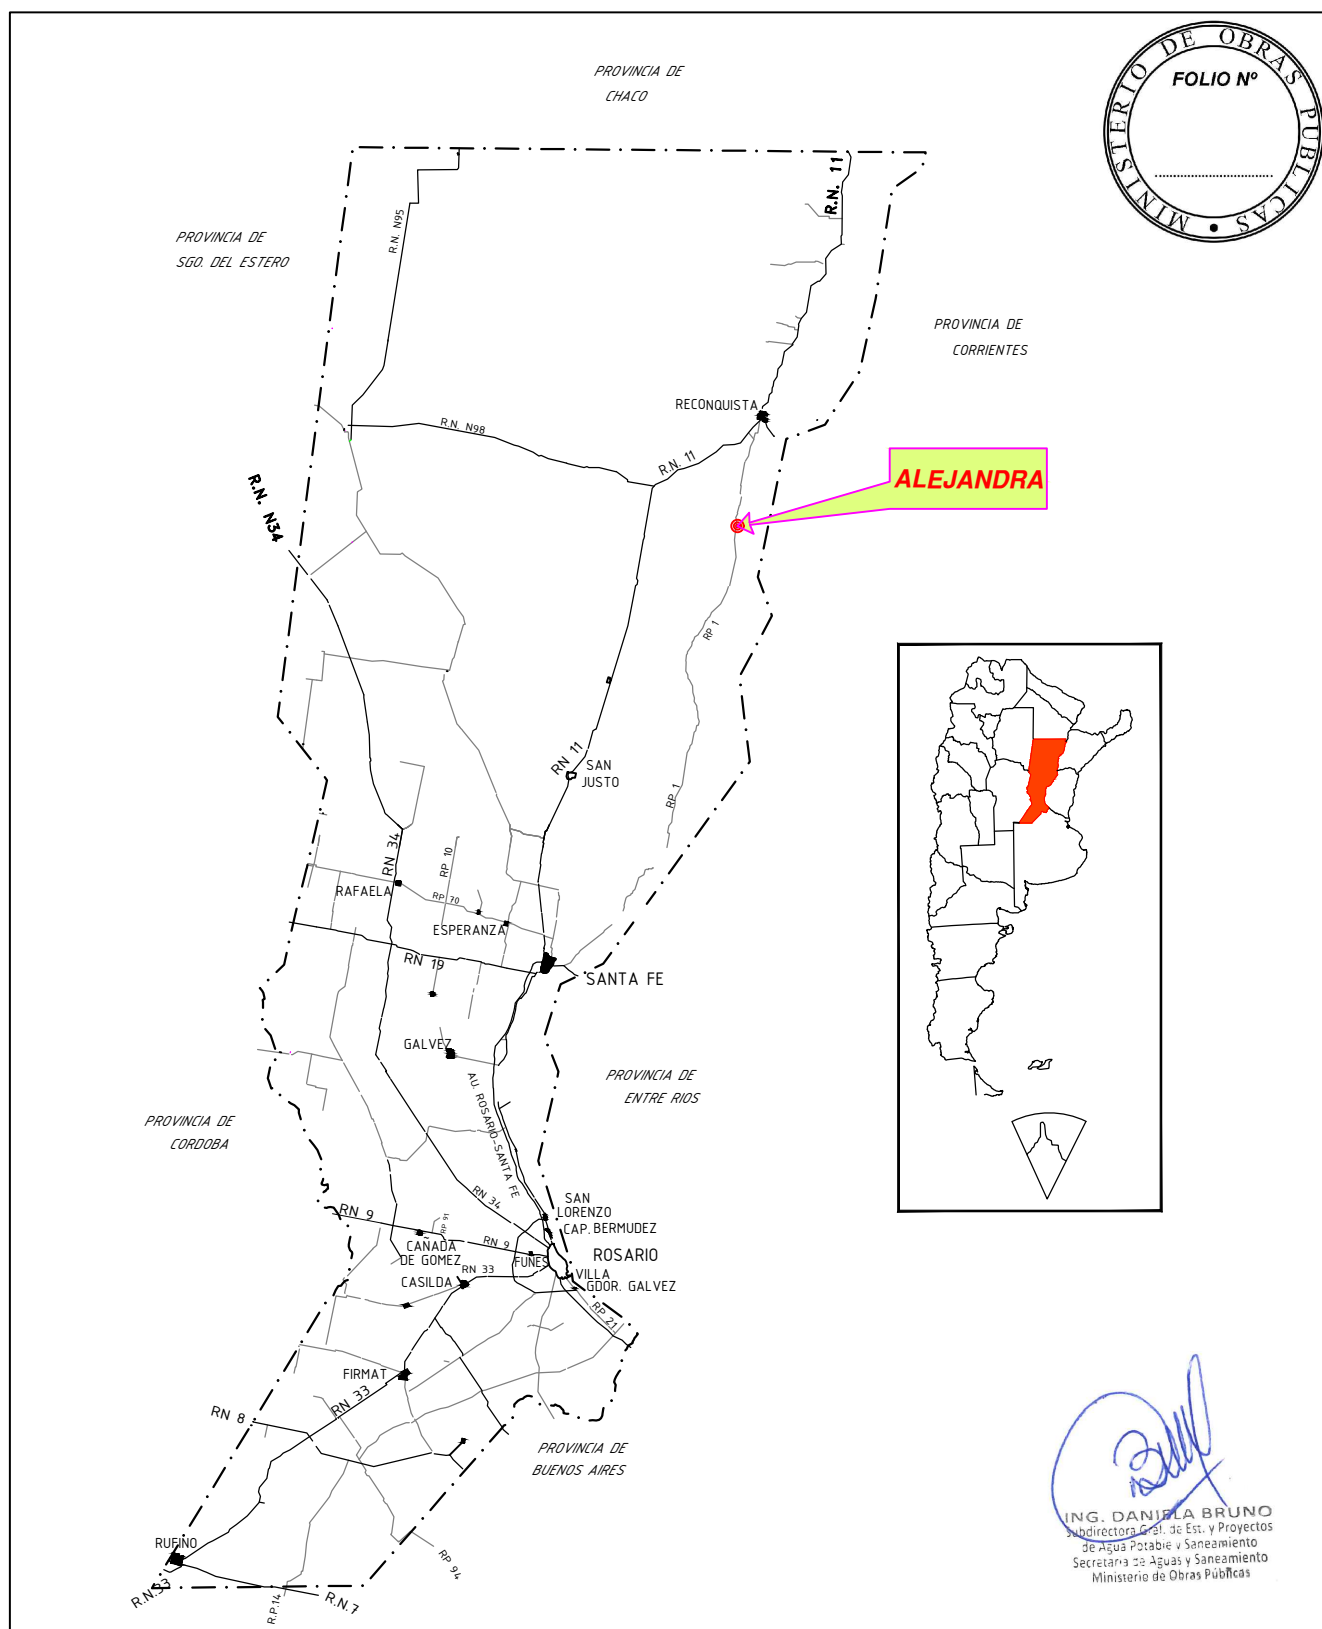 PROVINCIA DE
CHACO
MINISTERIO DE OBRAS PUBLICAS
FOLIO Nº
R.N. 11
R.N. N95
PROVINCIA DE
SGO. DEL ESTERO
PROVINCIA DE
CORRIENTES
RECONQUISTA
R.N. N98
R.N. 11
ALEJANDRA
R.N. N34
RP 1
RN 11
SAN
JUSTO
RP 1
RN 34
RP 10
RAFAELA
RP 70
ESPERANZA
RN 19
SANTA FE
GALVEZ
AU. ROSARIO-SANTA FE
PROVINCIA DE
ENTRE RIOS
PROVINCIA DE
CORDOBA
RN 34
SAN
LORENZO
CAP. BERMUDEZ
RN 9
RP 91
CAÑADA
DE GOMEZ
RN 9
FUNES
ROSARIO
RN 33
VILLA
GDOR. GALVEZ
CASILDA
RP 21
FIRMAT
RN 33
RN 8
PROVINCIA DE
BUENOS AIRES
RUFINO
R.N.33
R.P.14
R.N.7
RP 94
ING. DANIELA BRUNO
Subdirectora Gral. de Est. y Proyectos
de Agua Potable y Saneamiento
Secretaría de Aguas y Saneamiento
Ministerio de Obras Públicas